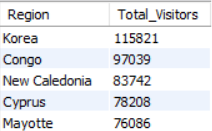 Region Total_Visitors
Korea 115821
Congo 97039
New Caledonia 83742
Cyprus 78208
Mayotte 76086